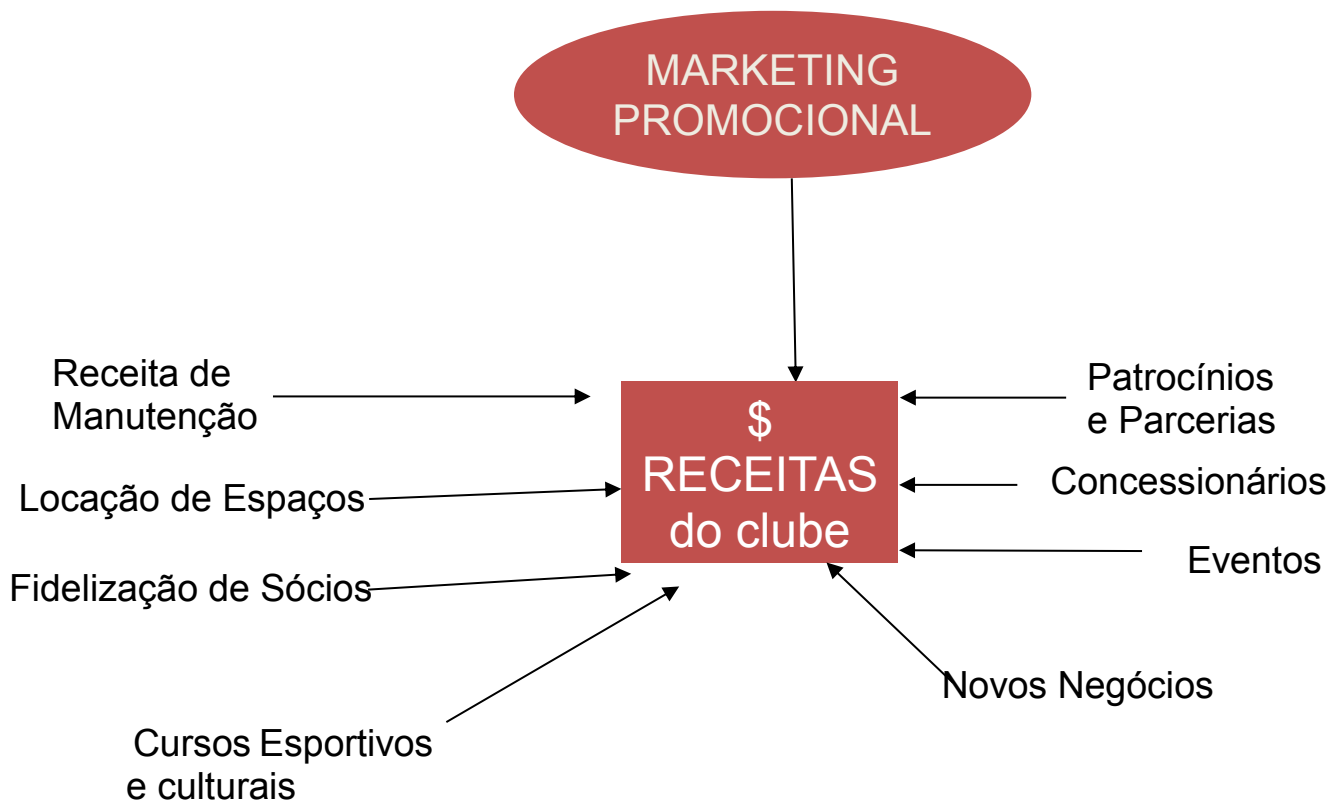 MARKETING
PROMOCIONAL
Receita de
Manutenção
Locação de Espaços
Fidelização de Sócios
Cursos Esportivos
e culturais
$
RECEITAS
do clube
Patrocínios
e Parcerias
Concessionários
Eventos
Novos Negócios